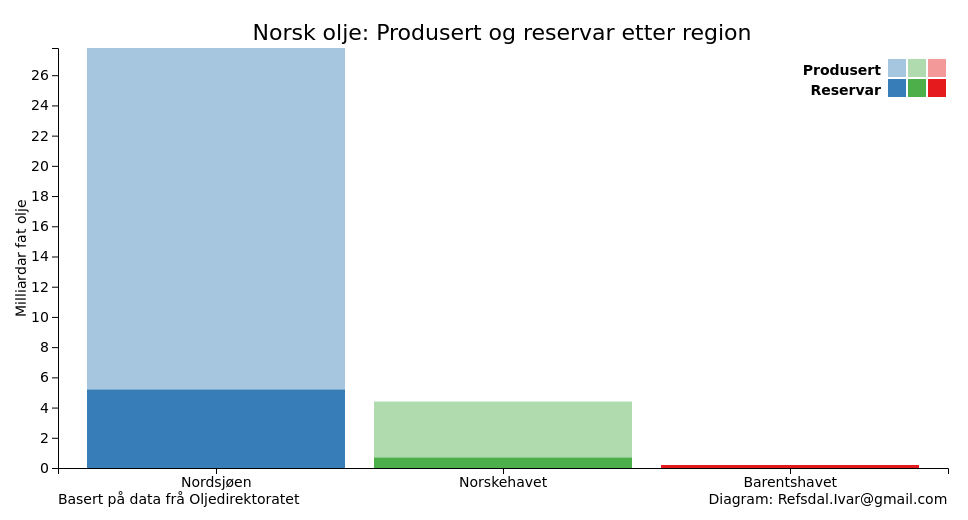 Norsk olje: Produsert og reservar etter region
Produsert
Reservar
Milliardar fat olje
26
24
22
20
18
16
14
12
10
8
6
4
2
0
Nordsjøen
Norskehavet
Barentshavet
Basert på data frå Oljedirektoratet
Diagram: Refsdal.Ivar@gmail.com